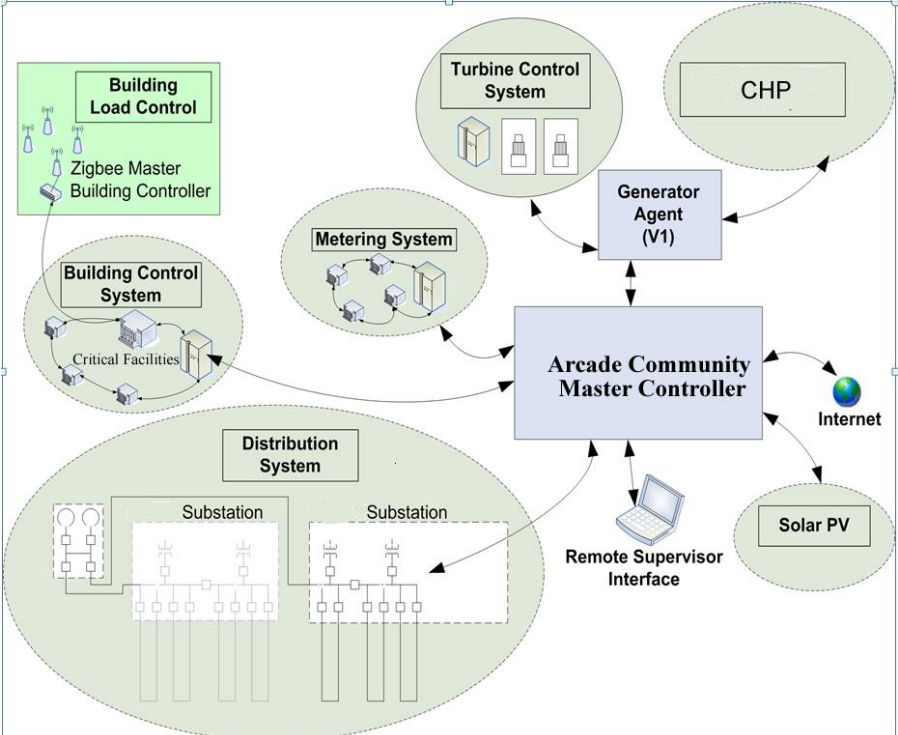 Building
Load Control
Zigbee Master
Building Controller
Turbine Control
System
CHP
Generator
Agent
(V1)
Metering System
Building Control
System
Critical Facilities
Arcade Community
Master Controller
Internet
Distribution
System
Substation
Substation
Solar PV
Remote Supervisor
Interface